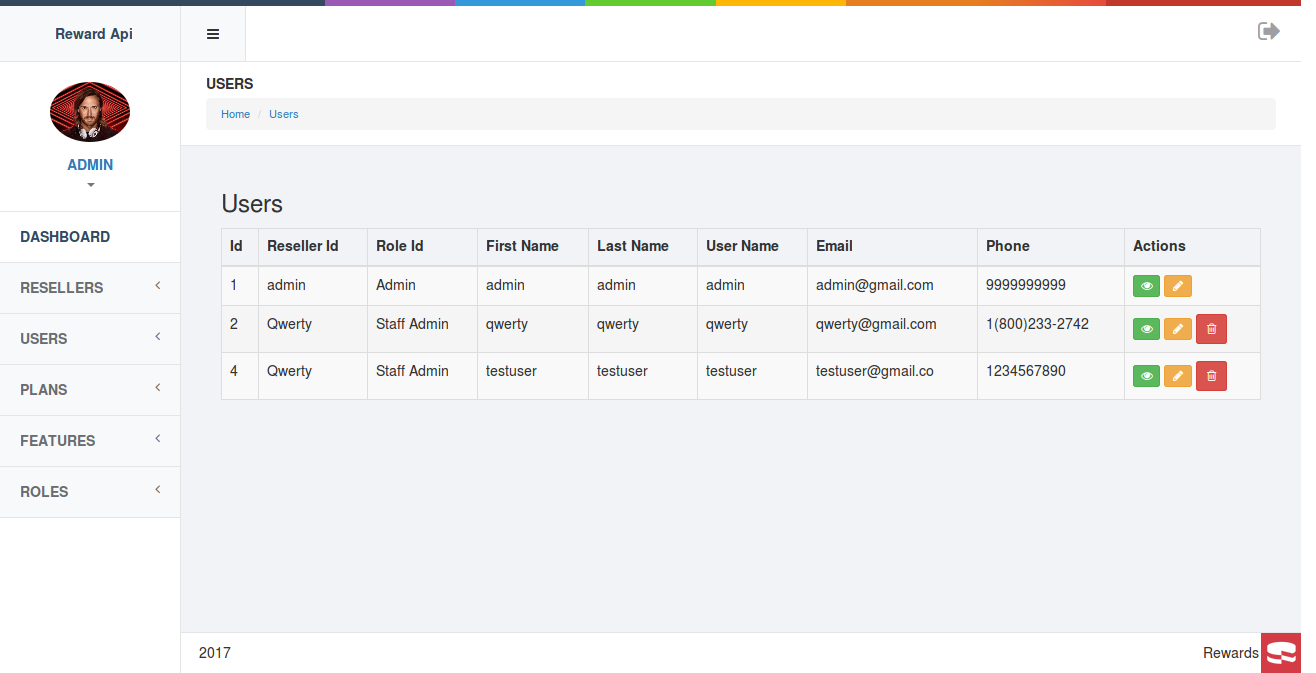 Reward Api
ADMIN
DASHBOARD
RESELLERS
USERS
PLANS
FEATURES
ROLES
USERS
Home / Users
Users
Id Reseller Id Role Id First Name Last Name User Name Email Phone Actions
1 admin Admin admin admin admin admin@gmail.com 9999999999
2 Qwerty Staff Admin qwerty qwerty qwerty qwerty@gmail.com 1(800)233-2742
4 Qwerty Staff Admin testuser testuser testuser testuser@gmail.co 1234567890
2017 Rewards